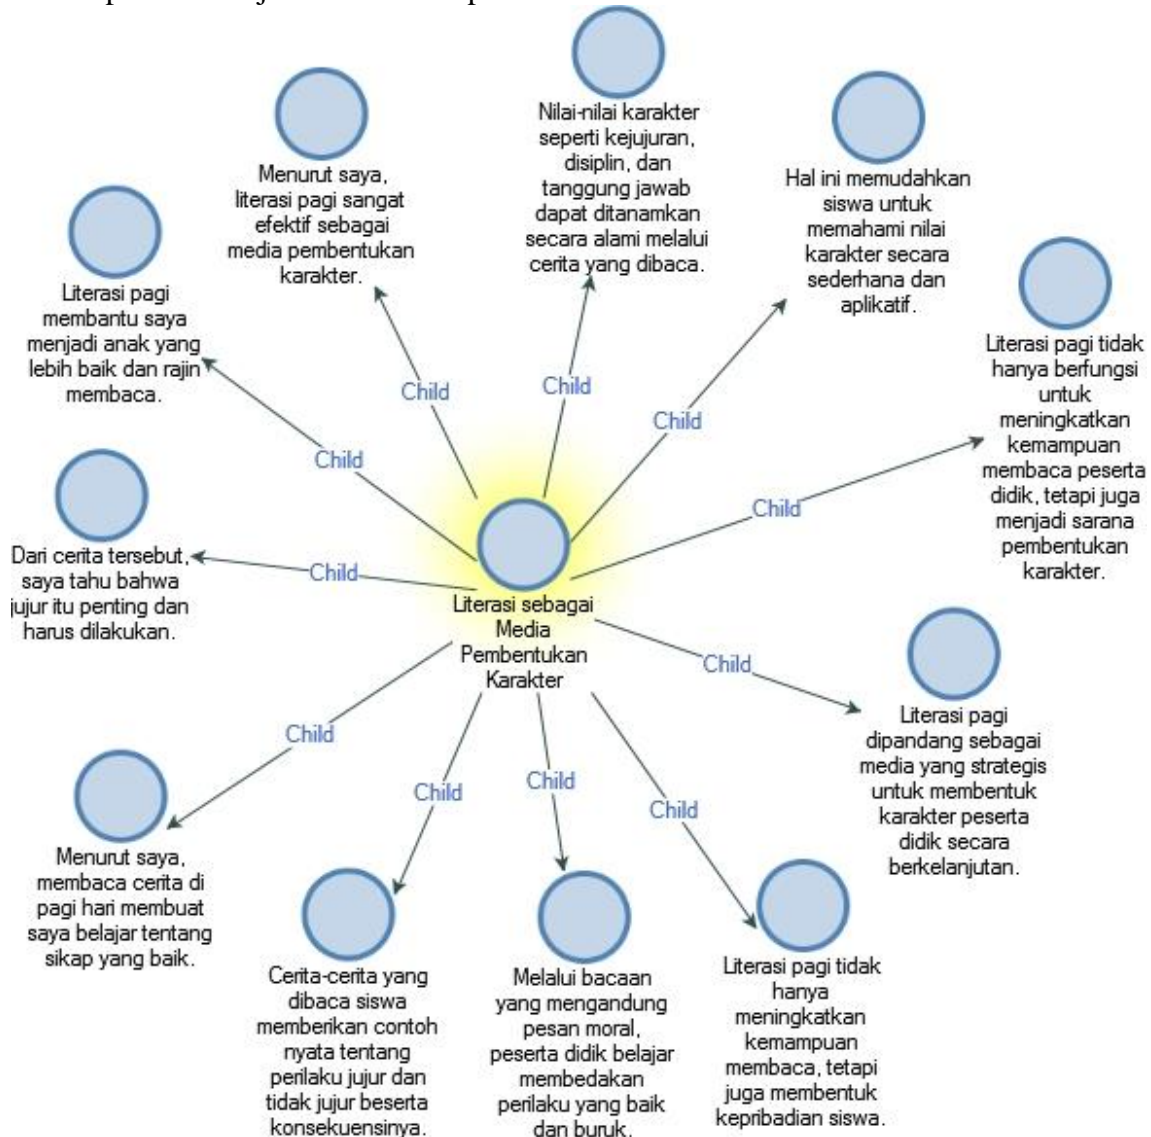 Nilai-nilai karakter
seperti kejujuran,
disiplin, dan
tanggung jawab
dapat ditanamkan
secara alami melalui
cerita yang dibaca.
Menurut saya,
literasi pagi sangat
efektif sebagai
media pembentukan
karakter.
Hal ini memudahkan
siswa untuk
memahami nilai
karakter secara
sederhana dan
aplikatif.
Literasi pagi
membantu saya
menjadi anak yang
lebih baik dan rajin
membaca.
Literasi pagi tidak
hanya berfungsi
untuk
meningkatkan
kemampuan
membaca peserta
didik, tetapi juga
menjadi sarana
pembentukan
karakter.
Child
Child
Child
Child
Child
Child
Dari cerita tersebut,
saya tahu bahwa
jujur itu penting dan
harus dilakukan.
Literasi sebagai
Media
Pembentukan
Karakter
Child
Child
Child
Child
Child
Literasi pagi
dipandang sebagai
media yang strategis
untuk membentuk
karakter peserta
didik secara
berkelanjutan.
Menurut saya,
membaca cerita di
pagi hari membuat
saya belajar tentang
sikap yang baik.
Cerita-cerita yang
dibaca siswa
memberikan contoh
nyata tentang
perilaku jujur dan
tidak jujur beserta
konsekuensinya.
Melalui bacaan
yang mengandung
pesan moral,
peserta didik belajar
membedakan
perilaku yang baik
dan buruk.
Literasi pagi tidak
hanya
meningkatkan
kemampuan
membaca, tetapi
juga membentuk
kepribadian siswa.